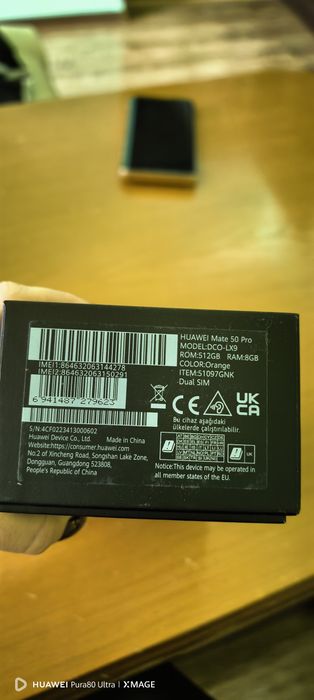 HUAWEI Mate 50 Pro
MODEL:DCO-LX9
ROM:512GB RAM:8GB
COLOR:Orange
ITEM:51097GNK
Dual SIM
IMEI1:864632063144278
IMEI2:864632063150291
6 941487 279623
CE
UK
CA
Bu cihaz aşağıdaki
ülkelerde çalıştırılabilir.
S/N:4CF0223413000602
Huawei Device Co., Ltd. Made in China
Website:https://consumer.huawei.com
No.2 of Xincheng Road, Songshan Lake Zone,
Dongguan, Guangdong 523808,
People's Republic of China
UK
Notice:This device may be operated in
all member states of the EU.
HUAWEI Pura80 Ultra | XMAGE